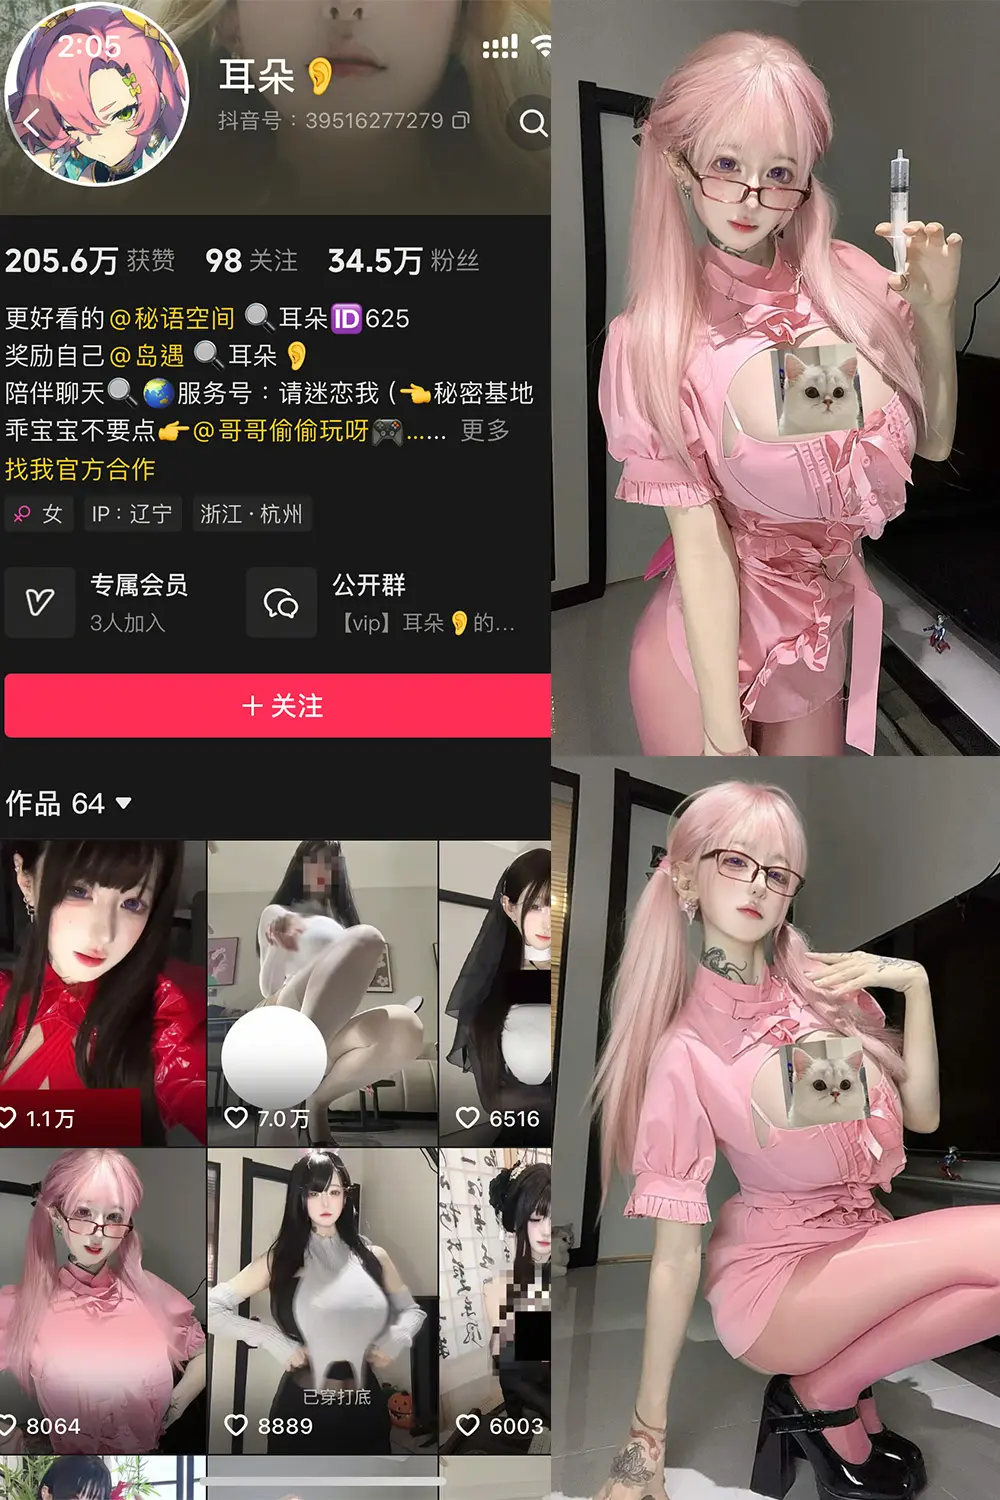 2:05
耳朵👂
抖音号：39516277279
205.6万 获赞 98 关注 34.5万 粉丝
更好看的@秘语空间 🔍耳朵🆔625
奖励自己@岛遇 🔍耳朵👂
陪伴聊天🔍🌏服务号：请迷恋我（👈秘密基地
乖宝宝不要点👉@哥哥偷偷玩呀🎮...... 更多
找我官方合作
女 IP：辽宁 浙江·杭州
专属会员 公开群
3人加入 【vip】耳朵👂的...
+ 关注
作品 64
1.1万 7.0万 6516
已穿打底
8064 8889 6003